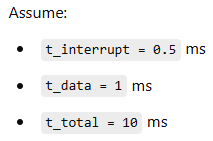 Assume:
• t_interrupt = 0.5 ms
• t_data = 1 ms
• t_total = 10 ms